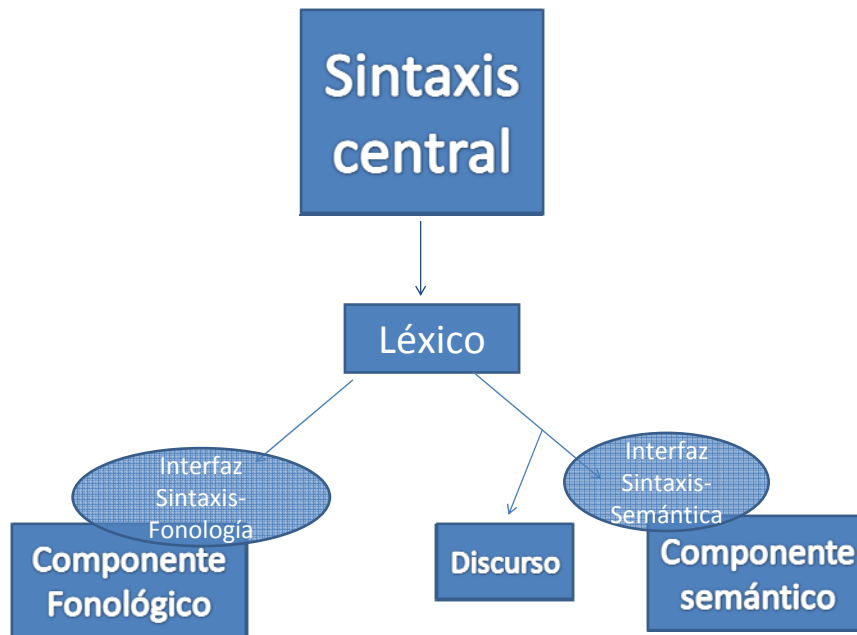 Sintaxis
central
Léxico
Interfaz
Sintaxis-
Fonología
Componente
Fonológico
Discurso
Interfaz
Sintaxis-
Semántica
Componente
semántico